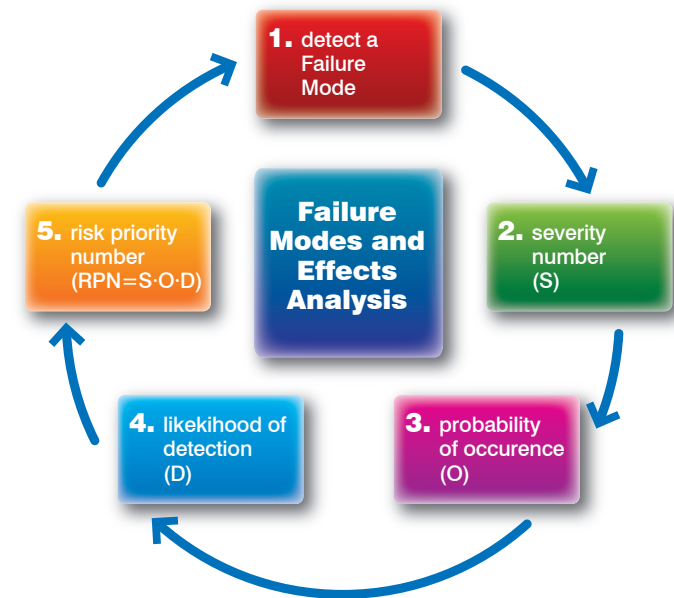 1. detect a
Failure
Mode
Failure
Modes and
Effects
Analysis
5. risk priority
number
(RPN=S·O·D)
2. severity
number
(S)
4. likekihood of
detection
(D)
3. probability
of occurence
(O)